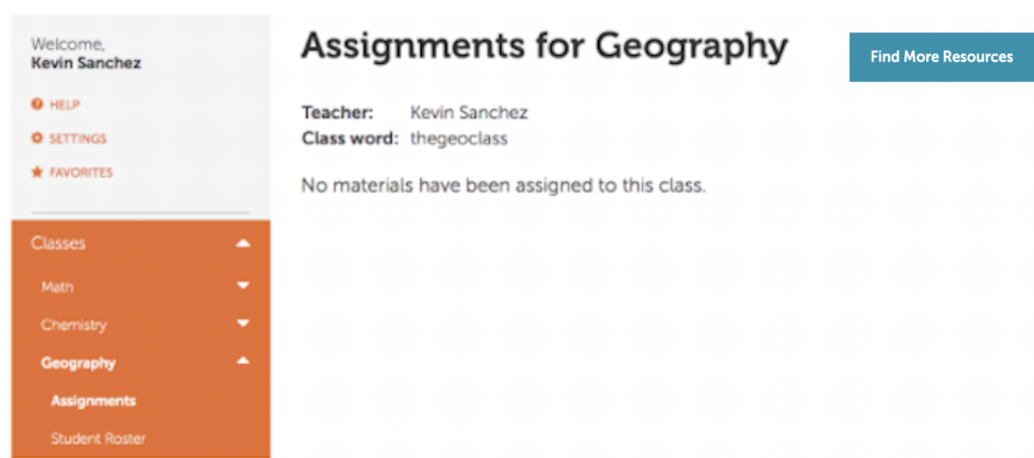 Welcome,
Kevin Sanchez
HELP
SETTINGS
FAVORITES
Classes
Math
Chemistry
Geography
Assignments
Student Roster
Assignments for Geography
Find More Resources
Teacher: Kevin Sanchez
Class word: thegeoclass
No materials have been assigned to this class.